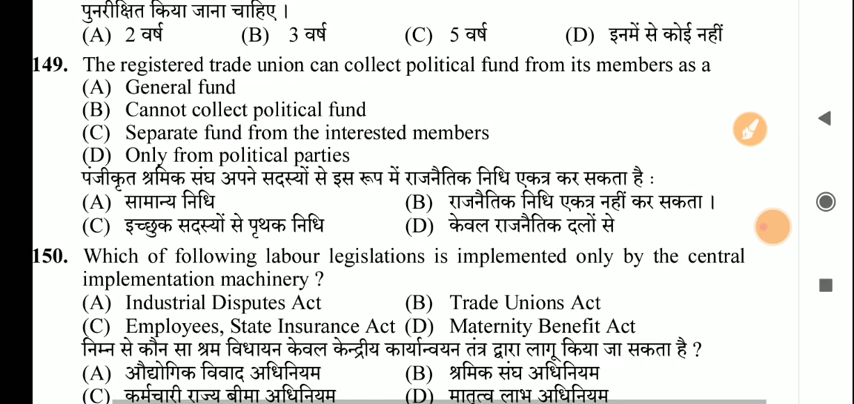 पुनरीक्षित किया जाना चाहिए ।
(A) 2 वर्ष (B) 3 वर्ष (C) 5 वर्ष (D) इनमें से कोई नहीं
149. The registered trade union can collect political fund from its members as a
(A) General fund
(B) Cannot collect political fund
(C) Separate fund from the interested members
(D) Only from political parties
पंजीकृत श्रमिक संघ अपने सदस्यों से इस रूप में राजनैतिक निधि एकत्र कर सकता है :
(A) सामान्य निधि (B) राजनैतिक निधि एकत्र नहीं कर सकता ।
(C) इच्छुक सदस्यों से पृथक निधि (D) केवल राजनैतिक दलों से
150. Which of following labour legislations is implemented only by the central
implementation machinery ?
(A) Industrial Disputes Act (B) Trade Unions Act
(C) Employees, State Insurance Act (D) Maternity Benefit Act
निम्न से कौन सा श्रम विधायन केवल केन्द्रीय कार्यान्वयन तंत्र द्वारा लागू किया जा सकता है ?
(A) औद्योगिक विवाद अधिनियम (B) श्रमिक संघ अधिनियम
(C) कर्मचारी राज्य बीमा अधिनियम (D) मातृत्व लाभ अधिनियम